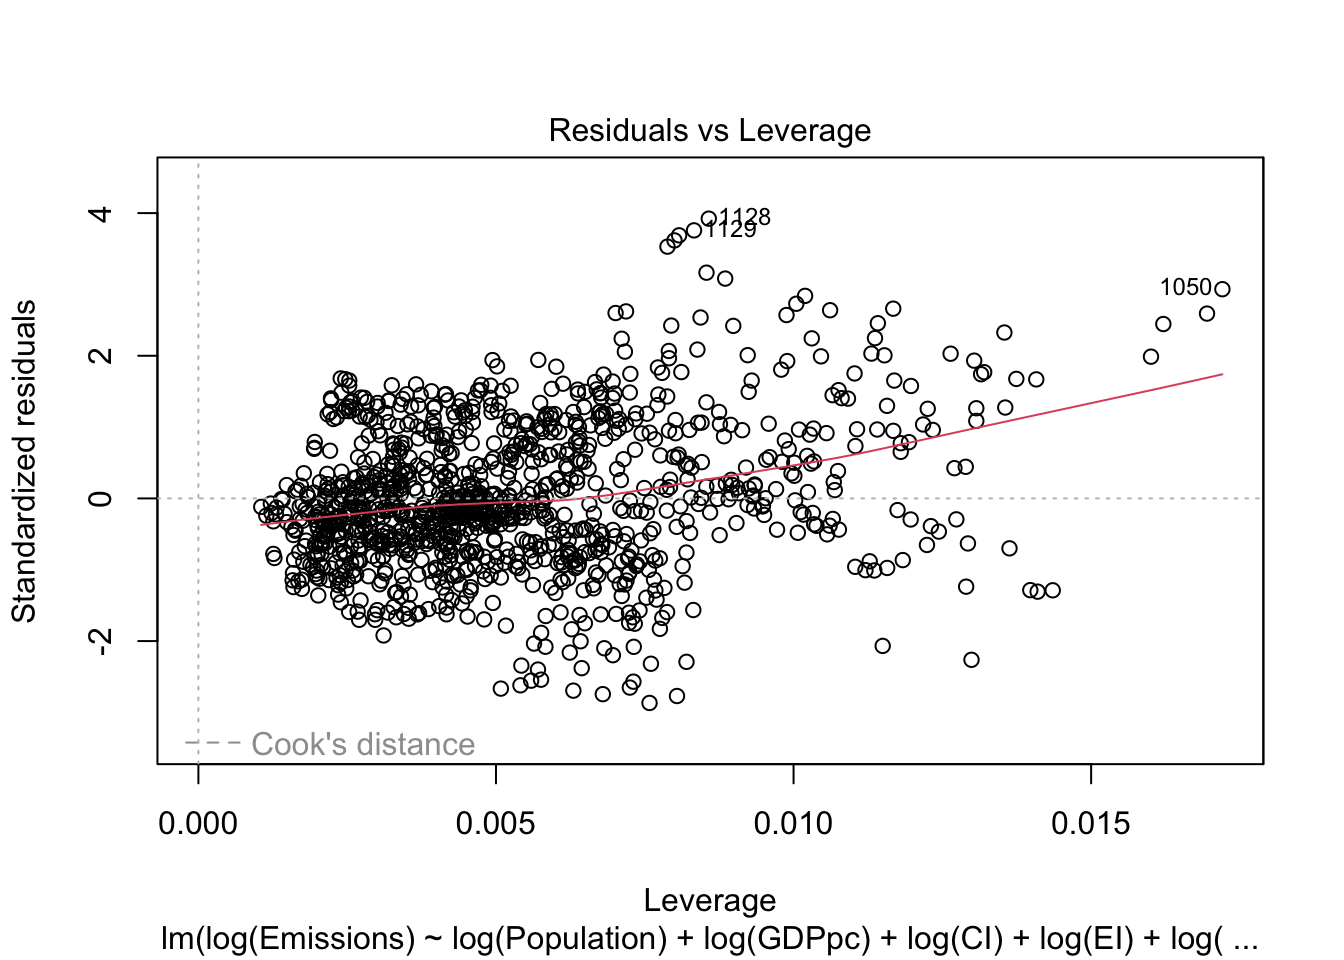 Residuals vs Leverage
Standardized residuals
4
2
0
-2
1128
1129
1050
Cook's distance
0.000 0.005 0.010 0.015
Leverage
lm(log(Emissions) ~ log(Population) + log(GDPpc) + log(CI) + log(EI) + log( ...